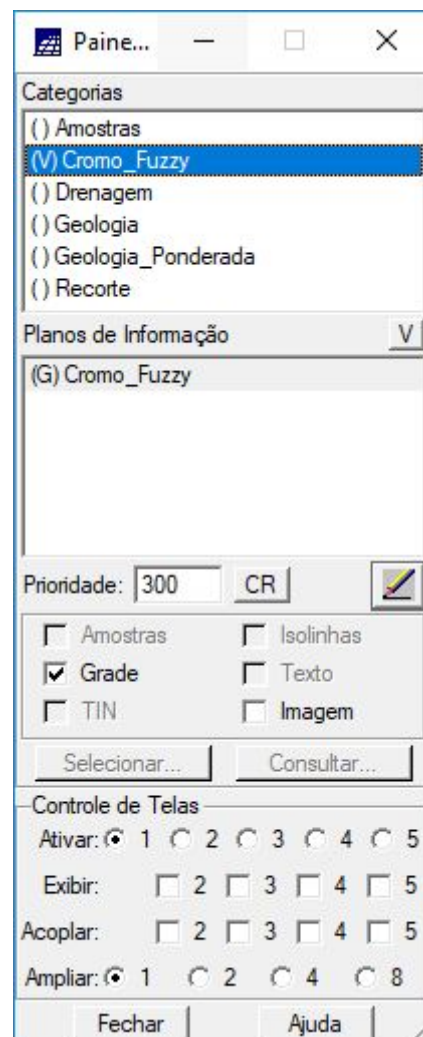 Paine...
Categorias
( ) Amostras
(V) Cromo_Fuzzy
( ) Drenagem
( ) Geologia
( ) Geologia_Ponderada
( ) Recorte
Planos de Informação V
(G) Cromo_Fuzzy
Prioridade: 300 CR
Amostras Isolinhas
Grade Texto
TIN Imagem
Selecionar... Consultar...
Controle de Telas
Ativar: 1 2 3 4 5
Exibir: 2 3 4 5
Acoplar: 2 3 4 5
Ampliar: 1 2 4 8
Fechar Ajuda